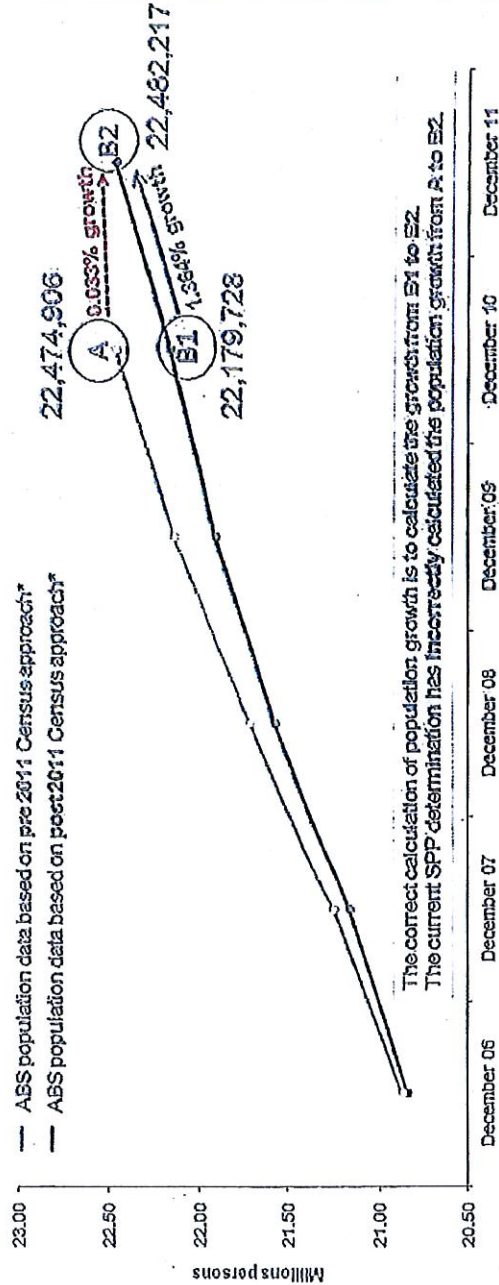 — ABS population data based on pre 2011 Census approach*
— ABS population data based on post 2011 Census approach*
23.00
22.50
22.00
21.50
21.00
20.50
Millions persons
22,474,906
A
0.033% growth
B2
B1
1.364% growth
22,482,217
22,179,728
The correct calculation of population growth is to calculate the growth from B1 to B2.
The current SPP determination has incorrectly calculated the population growth from A to B2.
December 06
December 07
December 08
December 09
December 10
December 11